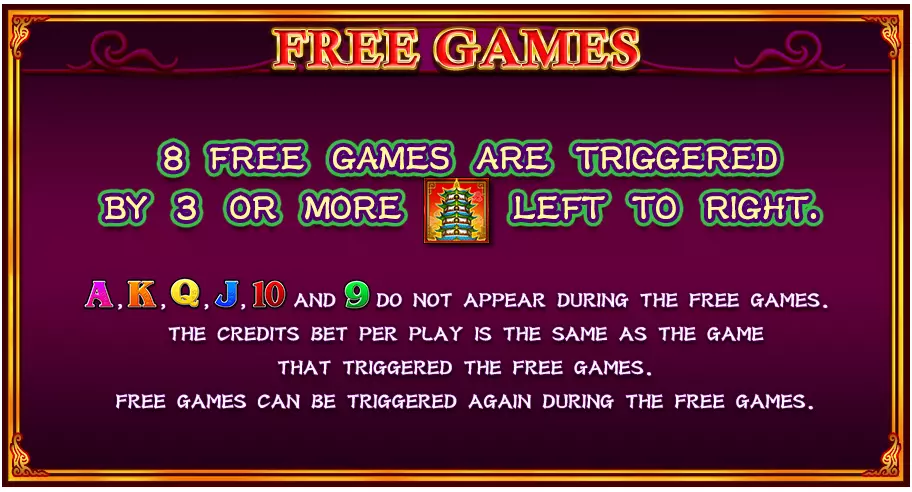 FREE GAMES
8 FREE GAMES ARE TRIGGERED
BY 3 OR MORE LEFT TO RIGHT.
A, K, Q, J, 10 AND 9 DO NOT APPEAR DURING THE FREE GAMES.
THE CREDITS BET PER PLAY IS THE SAME AS THE GAME
THAT TRIGGERED THE FREE GAMES.
FREE GAMES CAN BE TRIGGERED AGAIN DURING THE FREE GAMES.